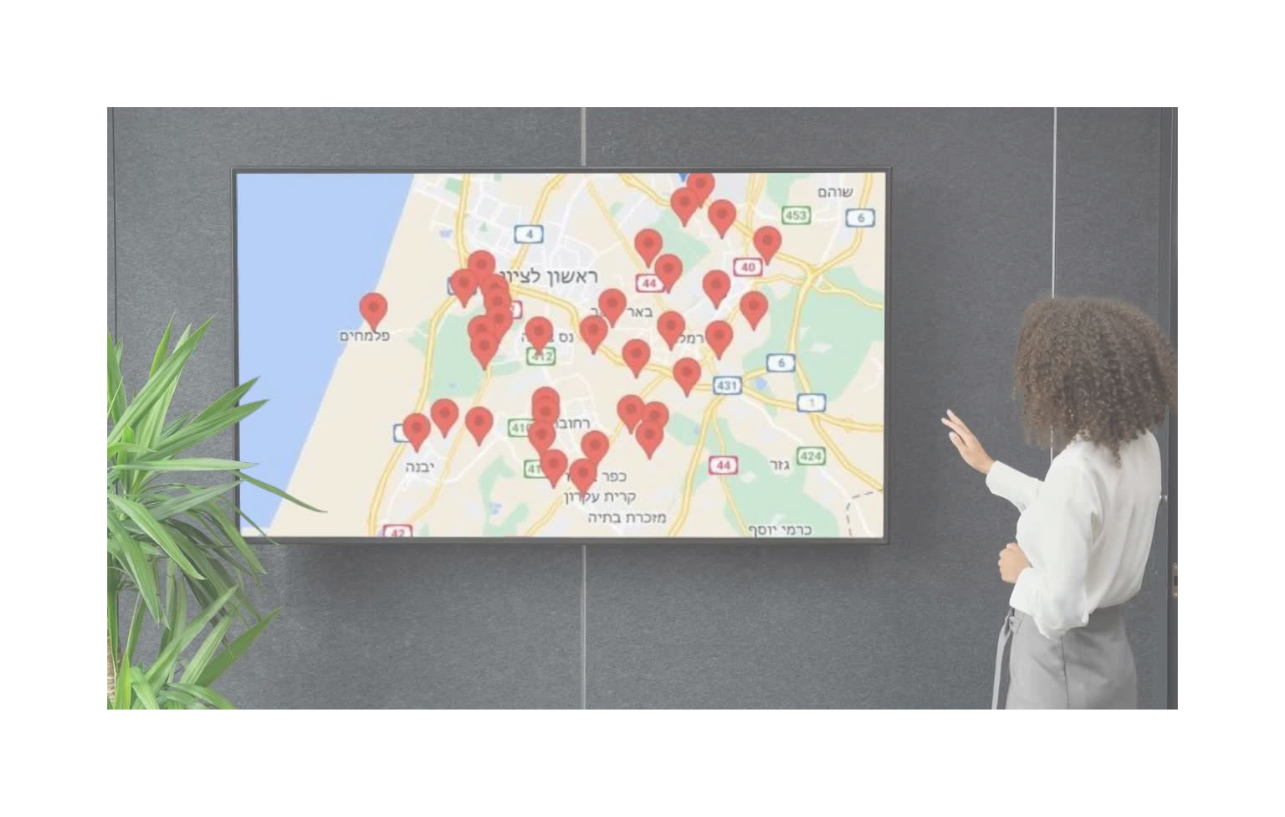 שוהם
453
6
4
40
ראשון לציון
44
באר
פלמחים
נס
רמל
412
6
431
1
רחובו
410
יבנה
44
גזר
424
כפר
קרית עקרון
מזכרת בתיה
42
כרמי יוסף